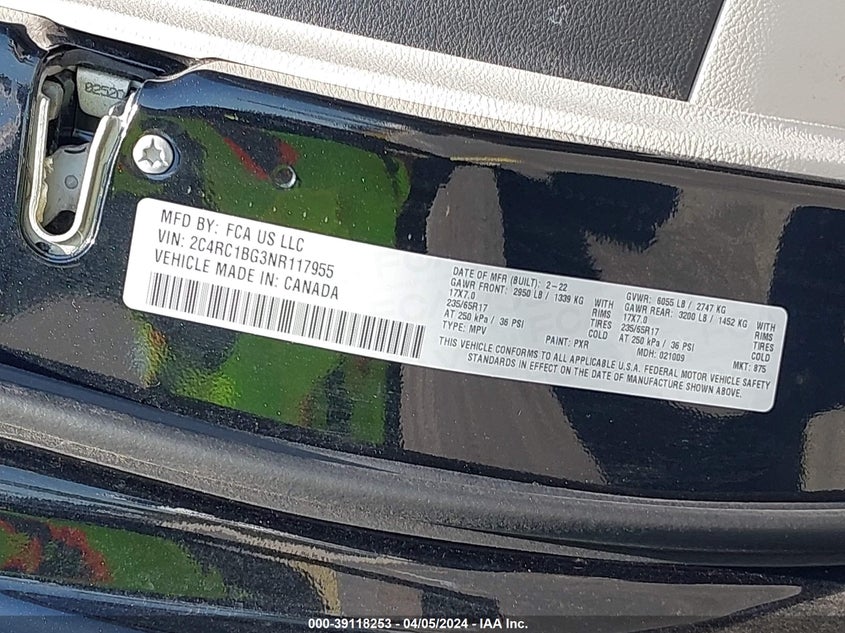 08520
MFD BY: FCA US LLC
VIN: 2C4RC1BG3NR117955
VEHICLE MADE IN: CANADA
DATE OF MFR (BUILT): 2-22 GVWR: 6055 LB / 2747 KG
GAWR FRONT: 2950 LB / 1339 KG WITH GAWR REAR: 3200 LB / 1452 KG WITH
17X7.0 RIMS 17X7.0 RIMS
235/65R17 TIRES 235/65R17 TIRES
AT 250 kPa / 36 PSI COLD AT 250 kPa / 36 PSI COLD
TYPE: MPV PAINT: PXR MDH: 021009 MKT: 875
THIS VEHICLE CONFORMS TO ALL APPLICABLE U.S.A. FEDERAL MOTOR VEHICLE SAFETY
STANDARDS IN EFFECT ON THE DATE OF MANUFACTURE SHOWN ABOVE.
000-39118253 - 04/05/2024 - IAA Inc.